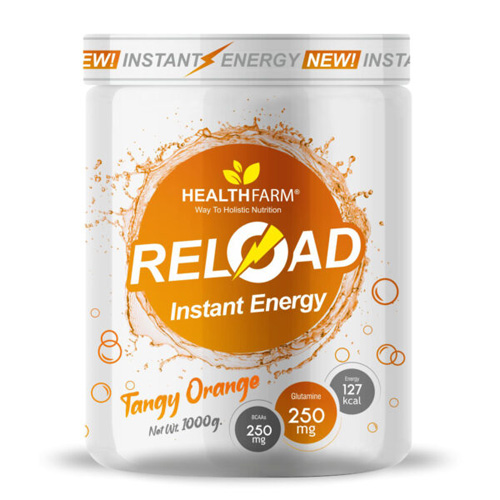 EW! INSTANT ENERGY NEW! INSTA
HEALTHFARM®
Way To Holistic Nutrition
RELOAD
Instant Energy
Tangy Orange
Net Wt. 1000g.
BCAAs
250
mg
Glutamine
250
mg
Energy
127
kcal